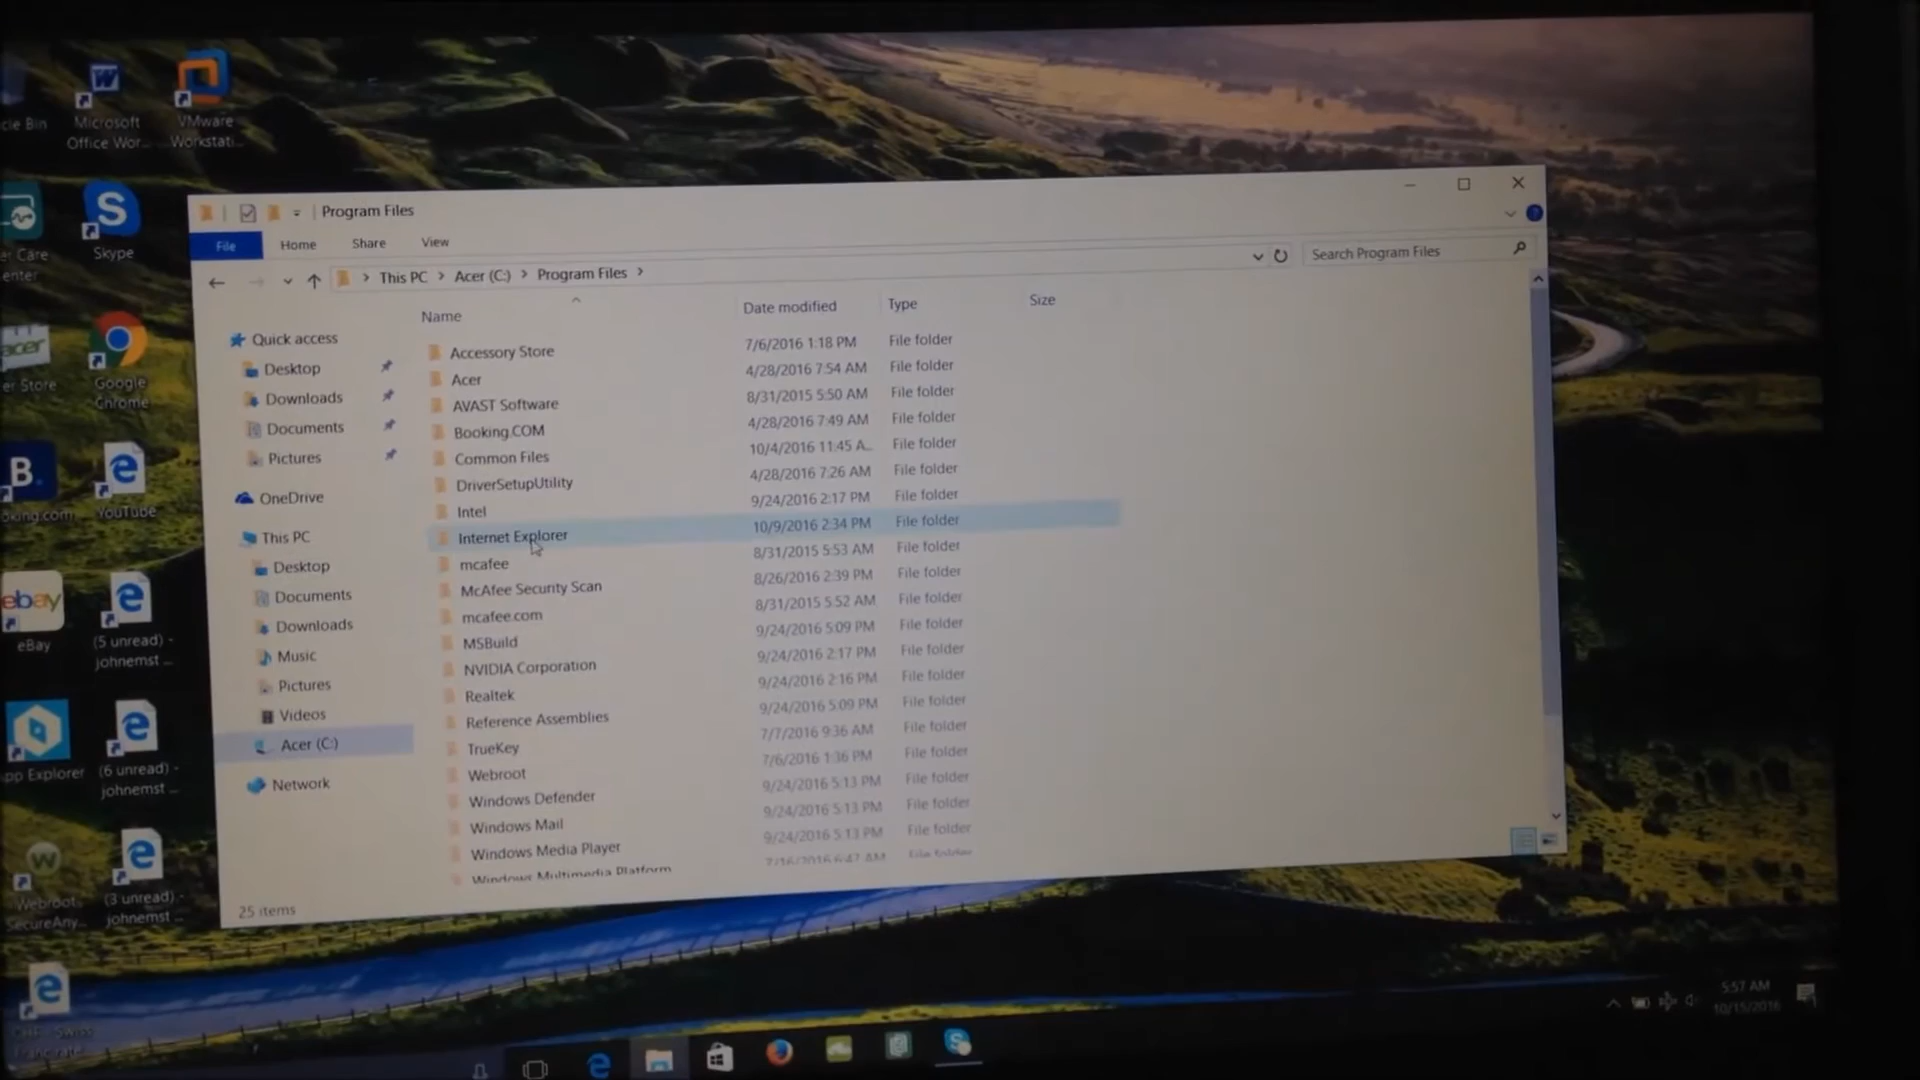 cie Bin
Microsoft
Office Wor...
VMware
Workstati...
er Care
enter
Skype
er Store
Google
Chrome
oking.com
YouTube
ebay
eBay
(5 unread) -
johnemst ...
pp Explorer
(6 unread) -
johnemst ...
Webroot
SecureAny...
(3 unread) -
johnemst ...
Program Files
File
Home
Share
View
This PC
Acer (C:)
Program Files
Search Program Files
Quick access
Desktop
Downloads
Documents
Pictures
OneDrive
This PC
Desktop
Documents
Downloads
Music
Pictures
Videos
Acer (C:)
Network
Name
Date modified
Type
Size
Accessory Store
7/6/2016 1:18 PM
File folder
Acer
4/28/2016 7:54 AM
File folder
AVAST Software
8/31/2015 5:50 AM
File folder
Booking.COM
4/28/2016 7:49 AM
File folder
Common Files
10/4/2016 11:45 A...
File folder
DriverSetupUtility
4/28/2016 7:26 AM
File folder
Intel
9/24/2016 2:17 PM
File folder
Internet Explorer
10/9/2016 2:34 PM
File folder
mcafee
8/31/2015 5:53 AM
File folder
McAfee Security Scan
8/26/2016 2:39 PM
File folder
mcafee.com
8/31/2015 5:52 AM
File folder
MSBuild
9/24/2016 5:09 PM
File folder
NVIDIA Corporation
9/24/2016 2:17 PM
File folder
Realtek
9/24/2016 2:16 PM
File folder
Reference Assemblies
9/24/2016 5:09 PM
File folder
TrueKey
7/7/2016 9:36 AM
File folder
Webroot
7/6/2016 1:36 PM
File folder
Windows Defender
9/24/2016 5:13 PM
File folder
Windows Mail
9/24/2016 5:13 PM
File folder
Windows Media Player
9/24/2016 5:13 PM
File folder
Windows Multimedia Platform
7/16/2016 6:47 AM
File folder
25 items
5:57 AM
10/15/2016